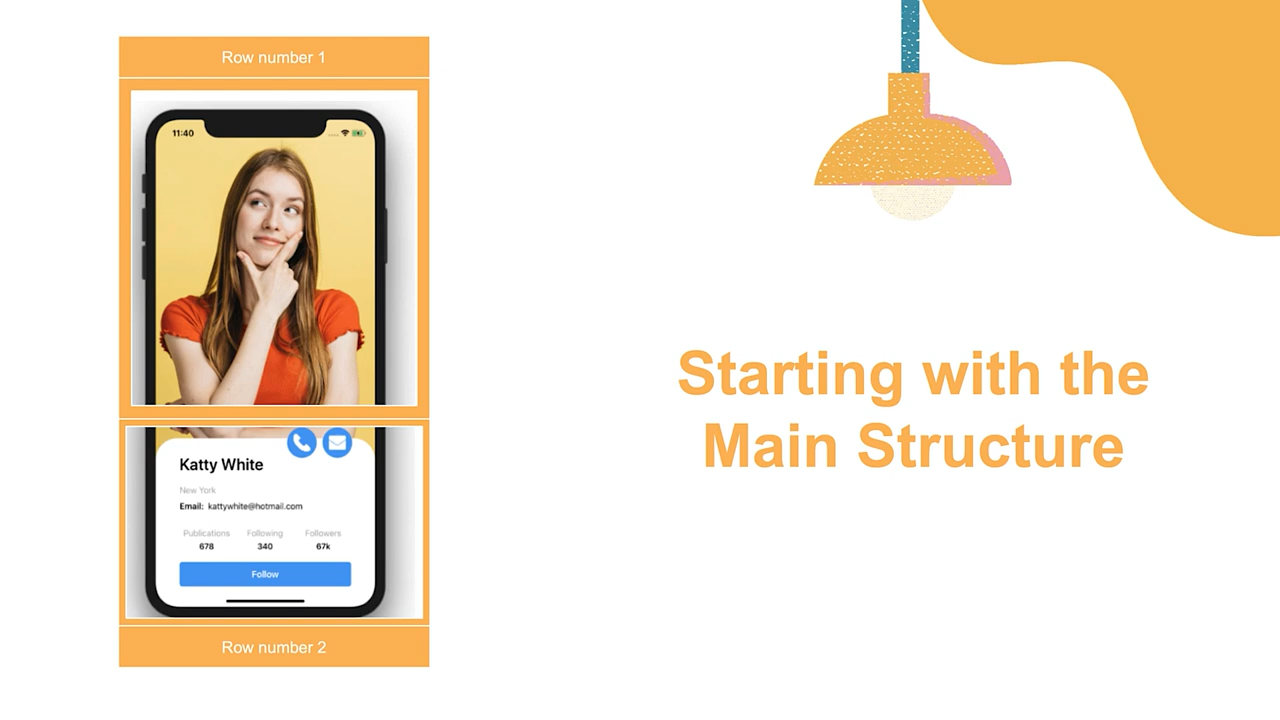 Row number 1
11:40
Katty White
New York
Email: kattywhite@hotmail.com
Publications Following Followers
678 340 67k
Follow
Row number 2
Starting with the
Main Structure